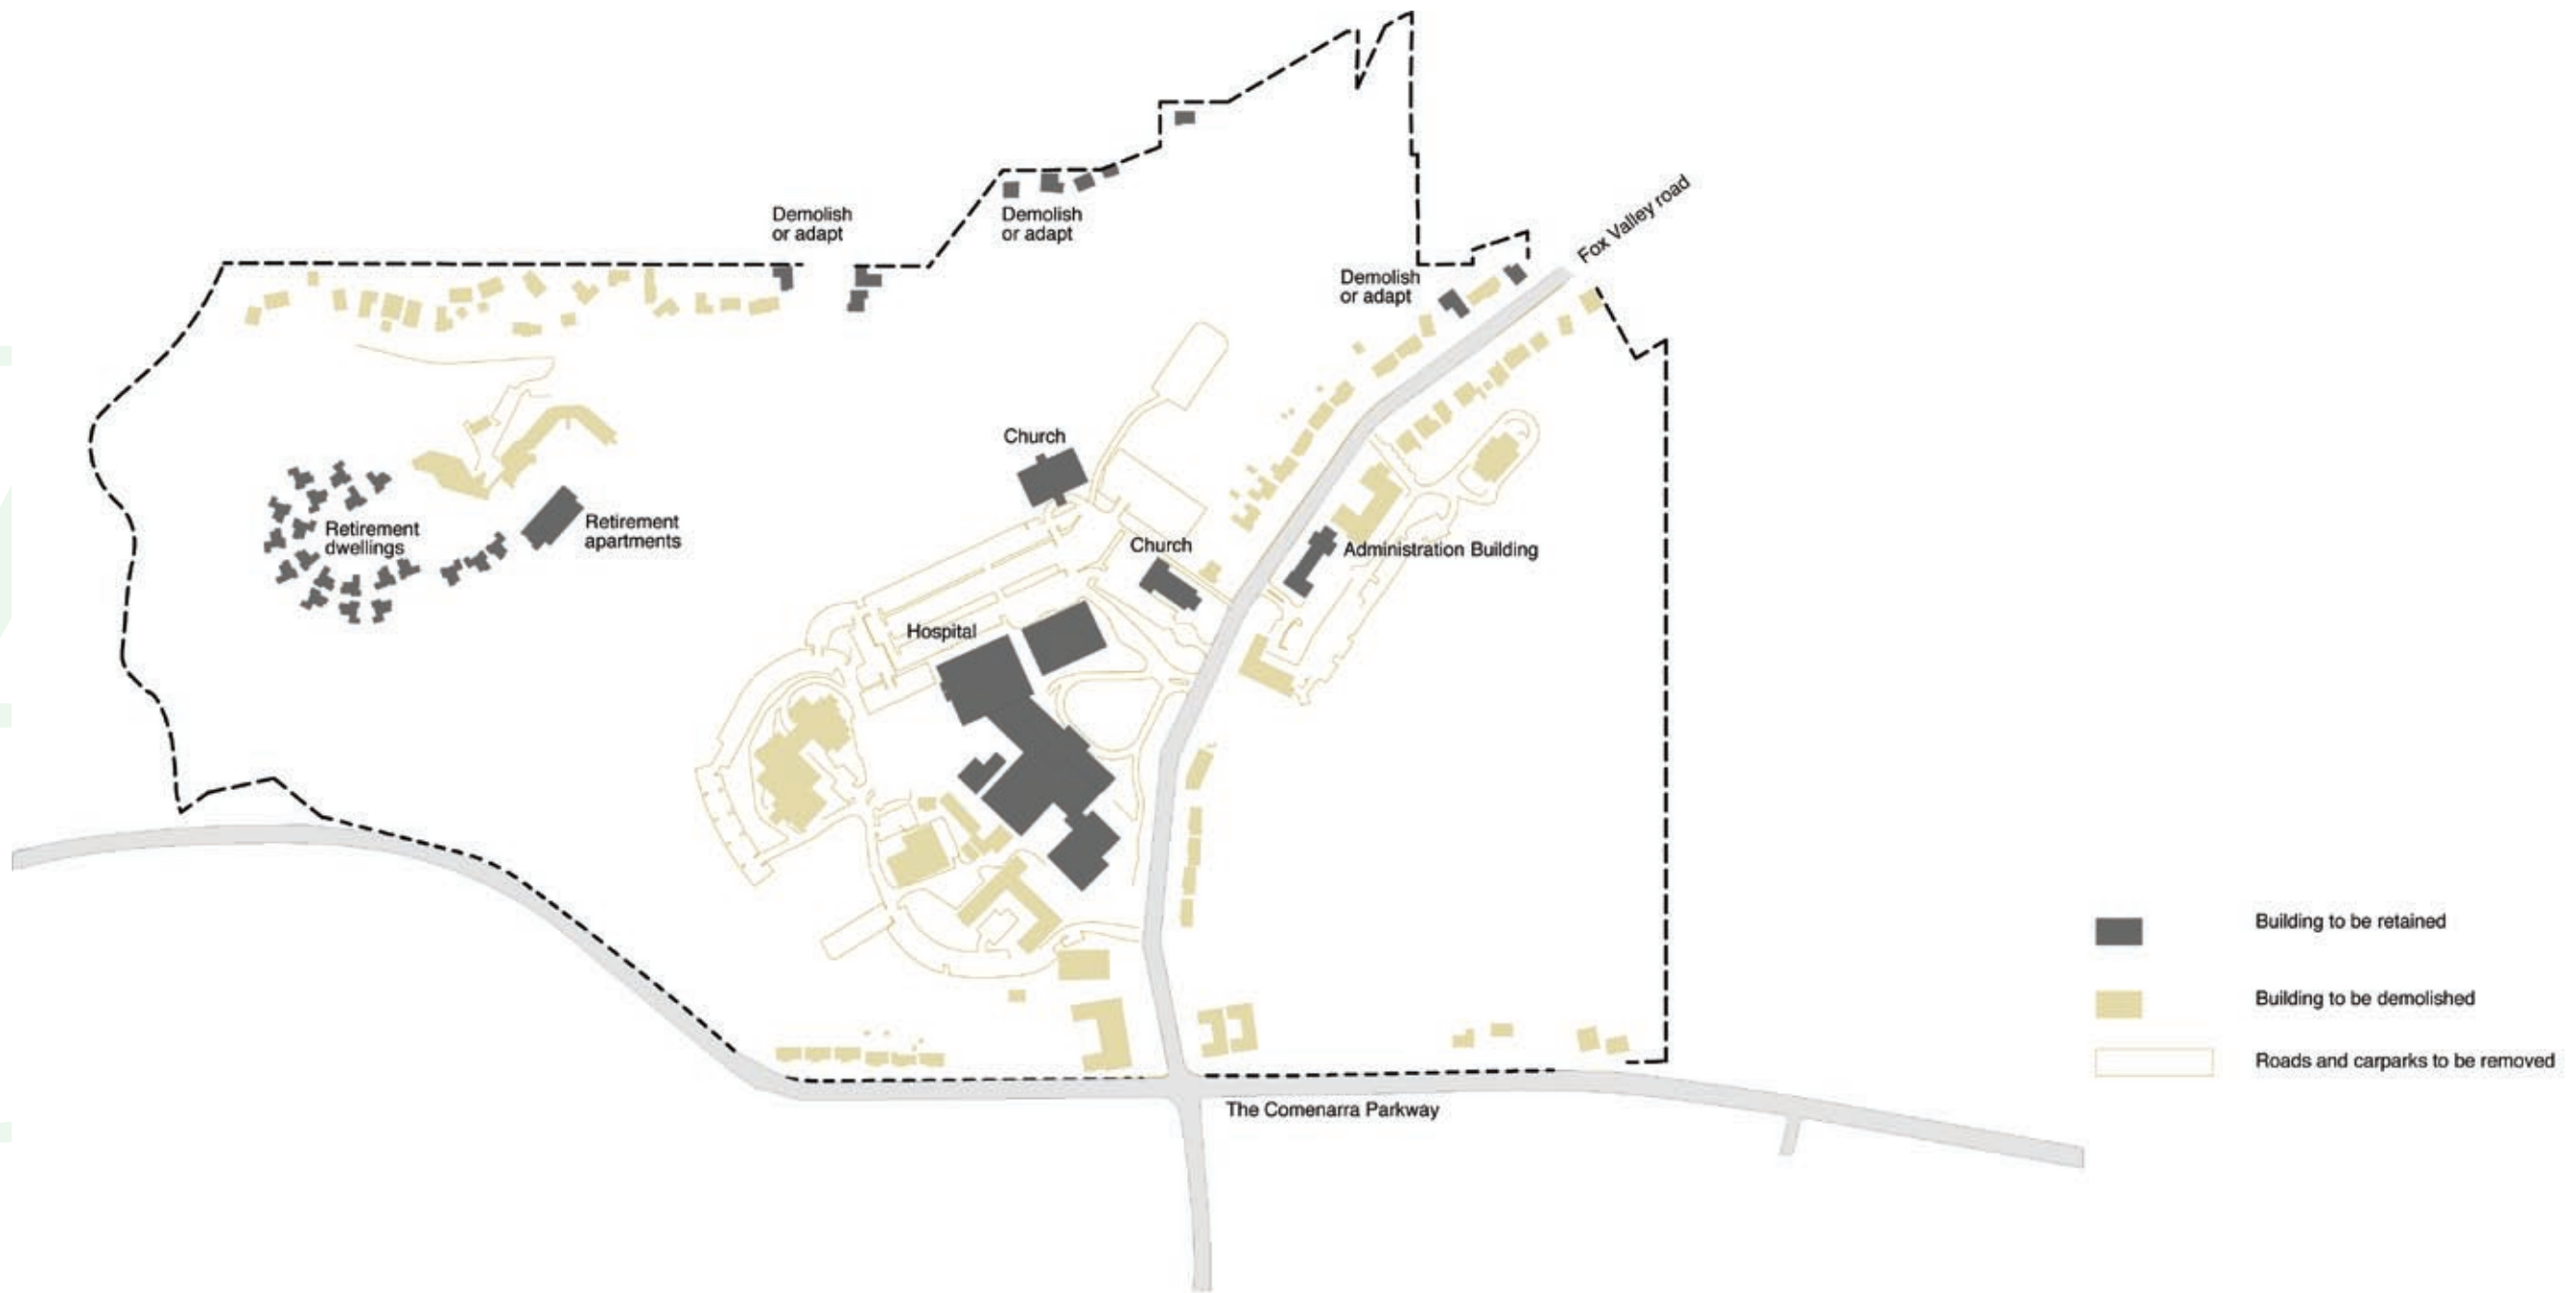 Fox Valley road
Demolish
or adapt
Demolish
or adapt
Demolish
or adapt
Church
Retirement
dwellings
Retirement
apartments
Church
Administration Building
Hospital
Building to be retained
Building to be demolished
Roads and carparks to be removed
The Comenarra Parkway